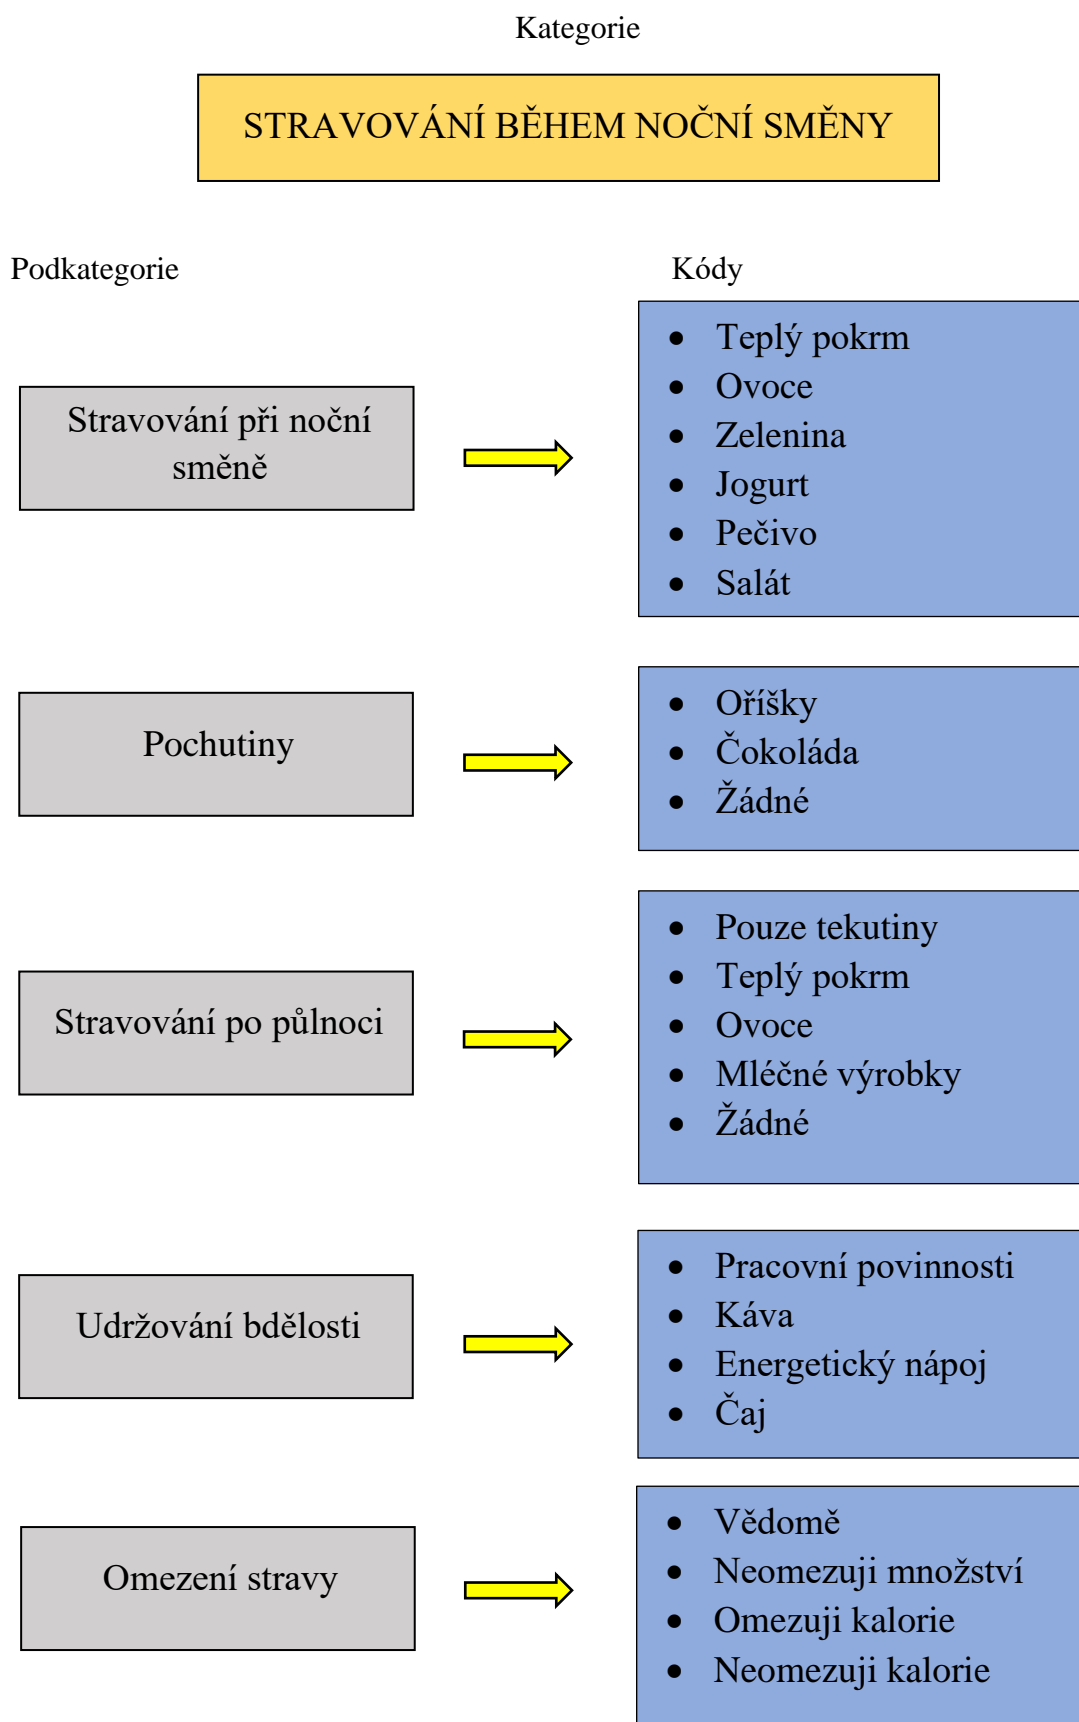 Kategorie
STRAVOVÁNÍ BĚHEM NOČNÍ SMĚNY
Podkategorie
Kódy
Stravování při noční
směně
• Teplý pokrm
• Ovoce
• Zelenina
• Jogurt
• Pečivo
• Salát
Pochutiny
• Oříšky
• Čokoláda
• Žádné
Stravování po půlnoci
• Pouze tekutiny
• Teplý pokrm
• Ovoce
• Mléčné výrobky
• Žádné
Udržování bdělosti
• Pracovní povinnosti
• Káva
• Energetický nápoj
• Čaj
Omezení stravy
• Vědomě
• Neomezuji množství
• Omezuji kalorie
• Neomezuji kalorie